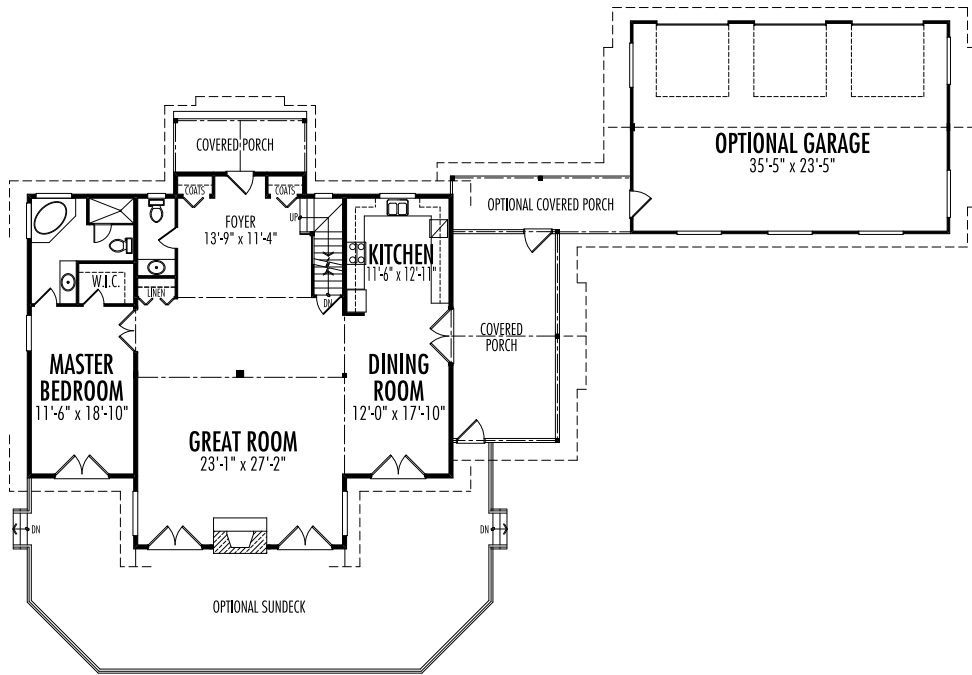 COVERED PORCH
OPTIONAL GARAGE
35'-5" x 23'-5"
COATS
COATS
OPTIONAL COVERED PORCH
UP
FOYER
13'-9" x 11'-4"
KITCHEN
11'-6" x 12'-11"
W.I.C.
LINEN
DN
COVERED
PORCH
MASTER
BEDROOM
11'-6" x 18'-10"
DINING
ROOM
12'-0" x 17'-10"
GREAT ROOM
23'-1" x 27'-2"
DN
DN
OPTIONAL SUNDECK